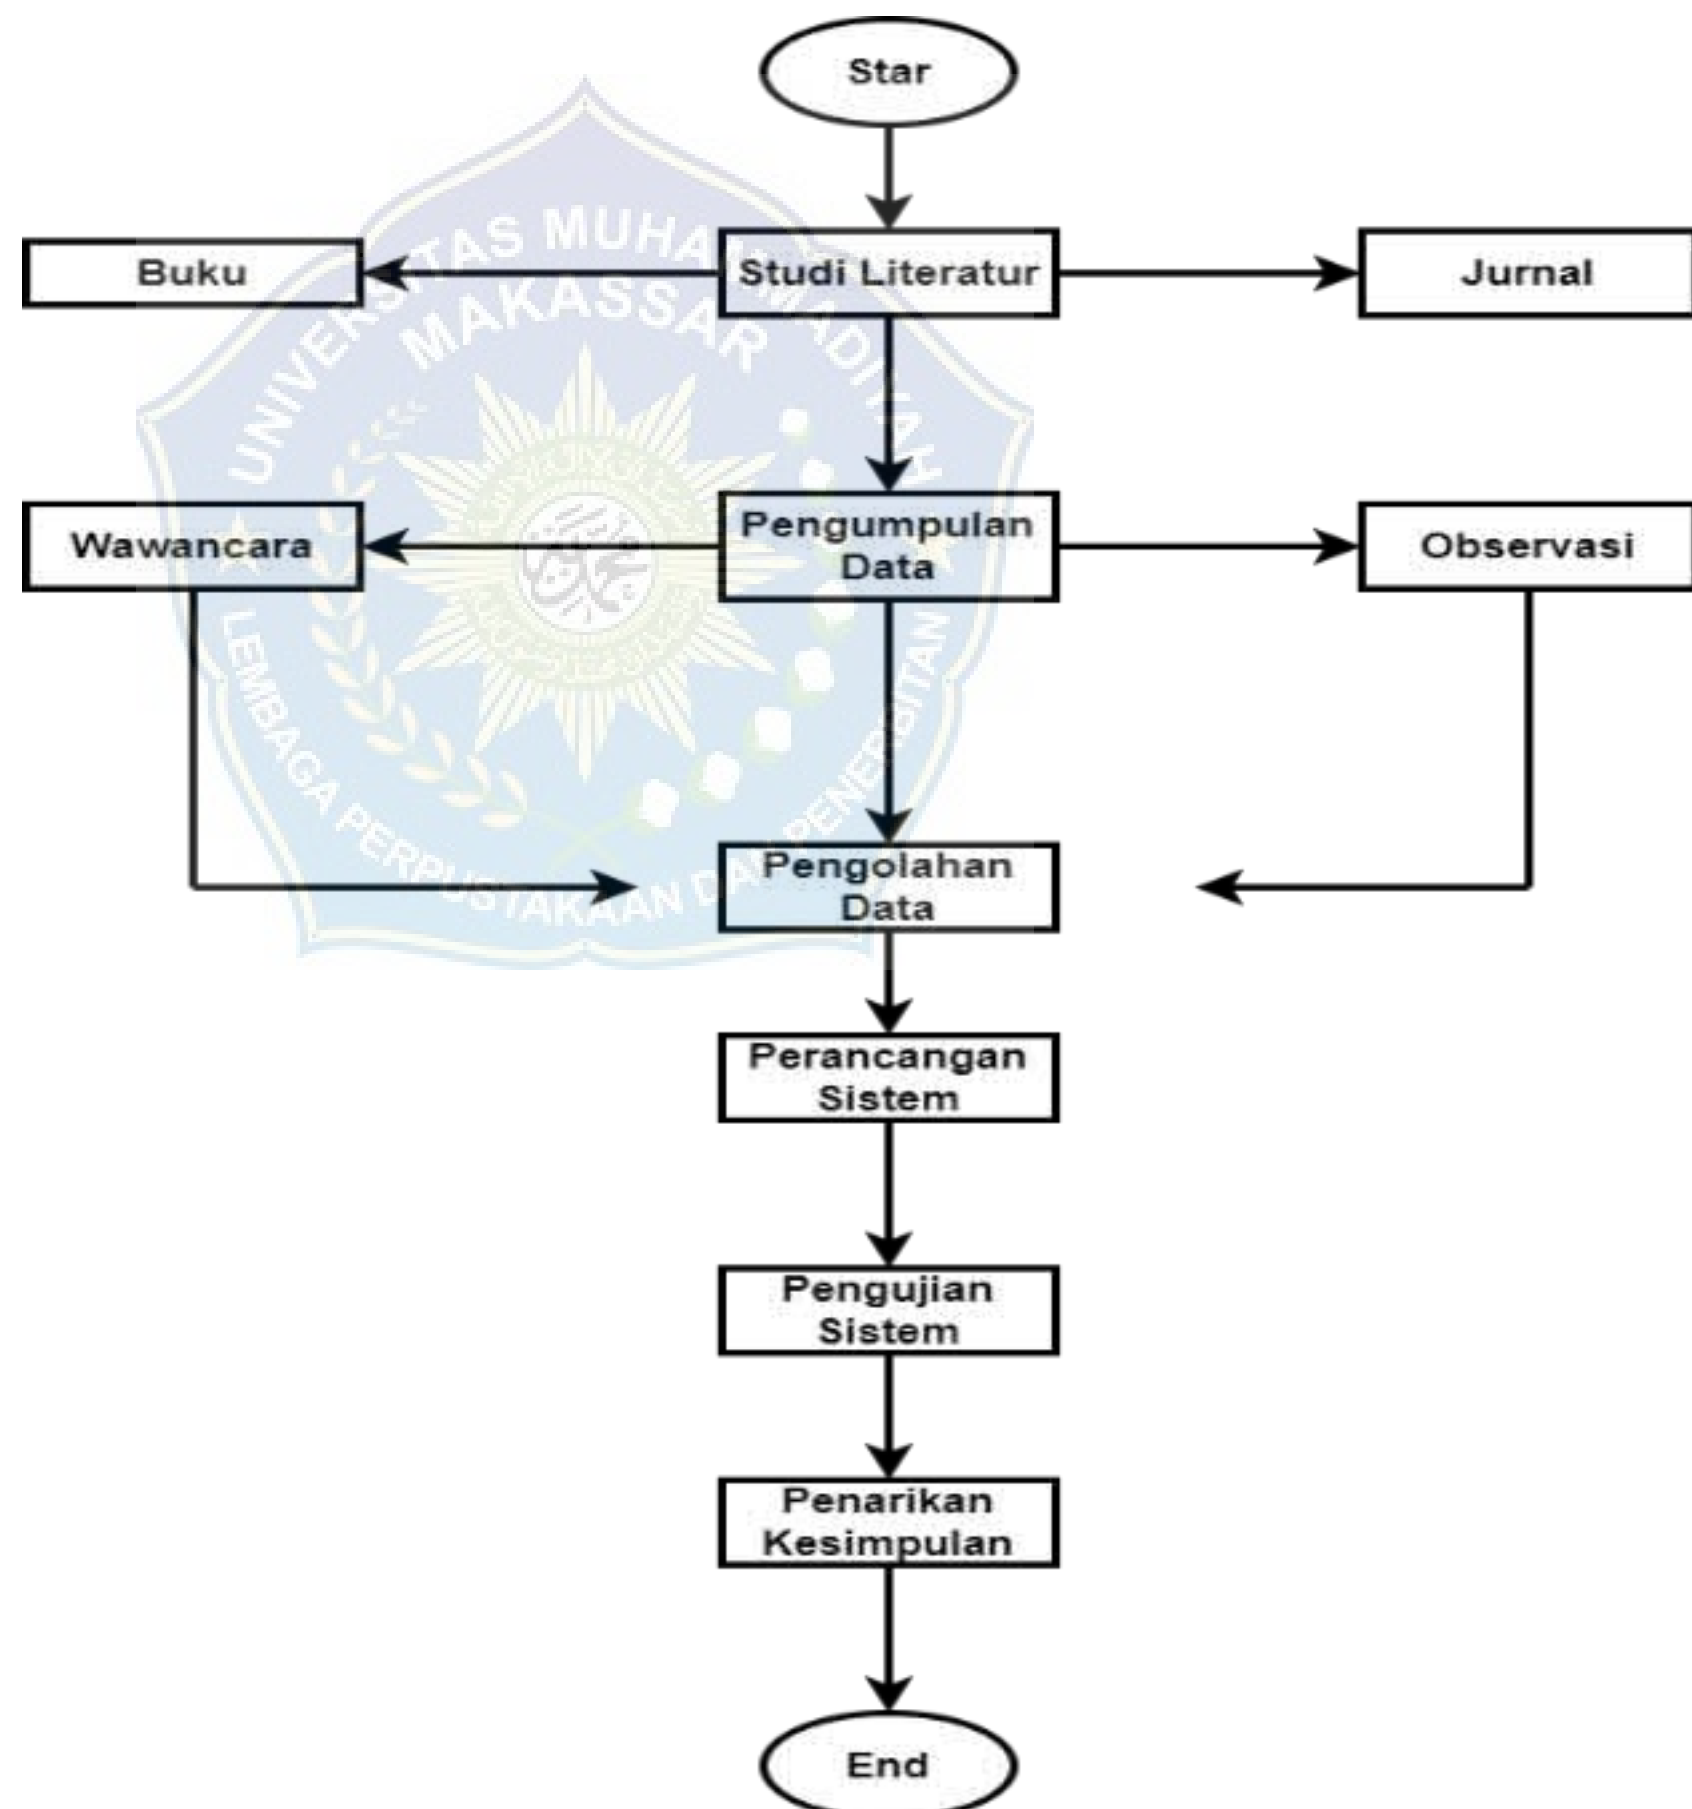 Star
UNIVERSITAS MUHAMMADIYAH
MAKASSAR
Buku
Studi Literatur
Jurnal
Wawancara
Pengumpulan
Data
Observasi
LEMBAGA PERPUSTAKAAN DAN PENERBITAN
Pengolahan
Data
Perancangan
Sistem
Pengujian
Sistem
Penarikan
Kesimpulan
End